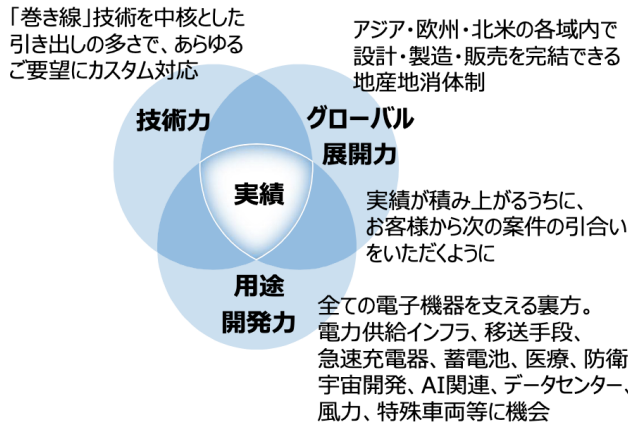 「巻き線」技術を中核とした
引き出しの多さで、あらゆる
ご要望にカスタム対応
アジア・欧州・北米の各域内で
設計・製造・販売を完結できる
地産地消体制
技術力
グローバル
展開力
実績
実績が積み上がるうちに、
お客様から次の案件の引合い
をいただくように
用途
開発力
全ての電子機器を支える裏方。
電力供給インフラ、移送手段、
急速充電器、蓄電池、医療、防衛
宇宙開発、AI関連、データセンター、
風力、特殊車両等に機会